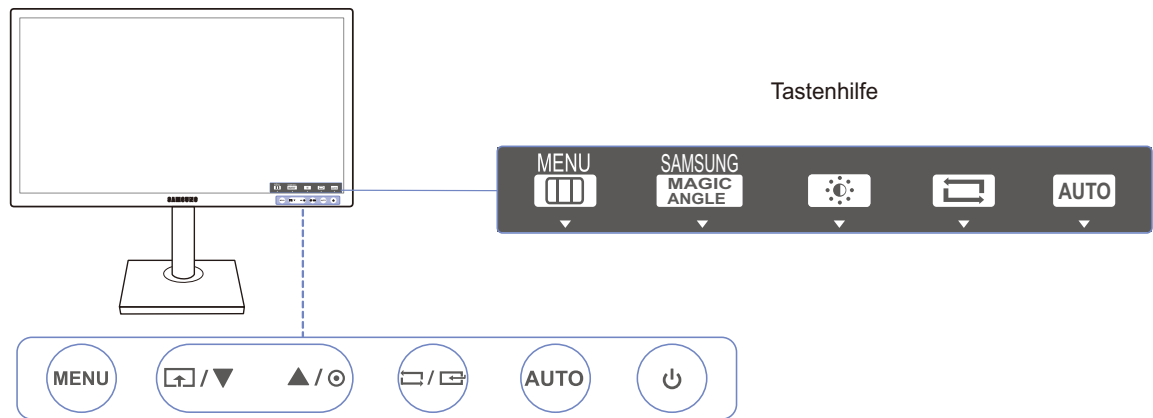 Tastenhilfe
MENU
SAMSUNG
MAGIC
ANGLE
AUTO
SAMSUNG
MENU
/
/
/
AUTO